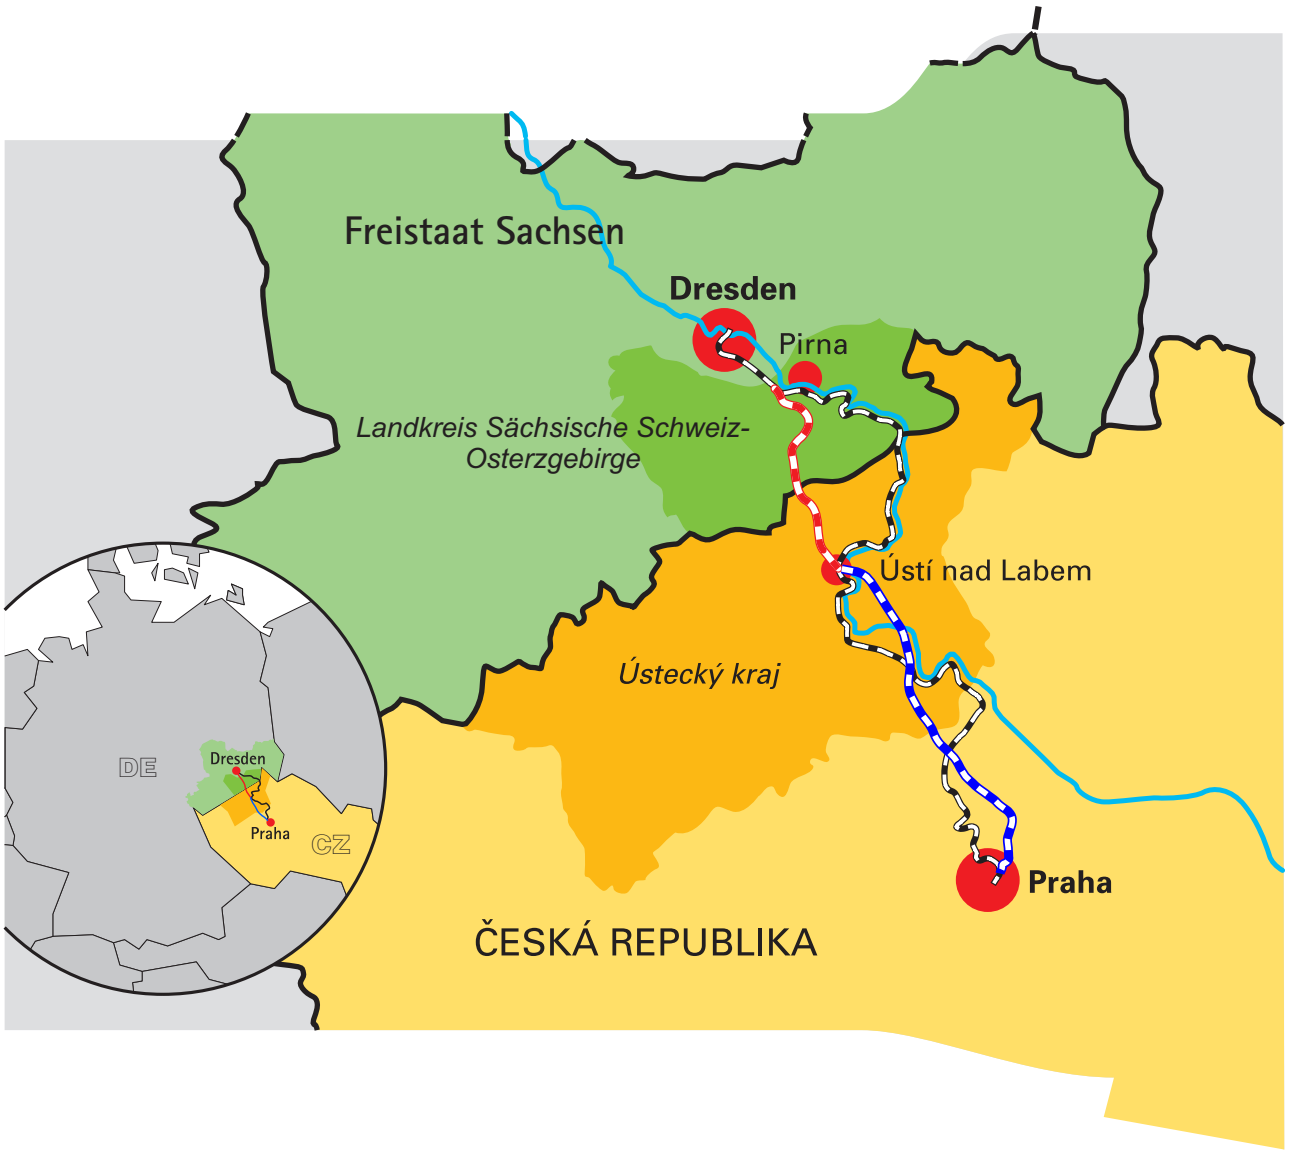 Freistaat Sachsen
Dresden
Pirna
Landkreis Sächsische Schweiz-
Osterzgebirge
Ústí nad Labem
Ústecký kraj
DE
Dresden
Praha
CZ
Praha
ČESKÁ REPUBLIKA